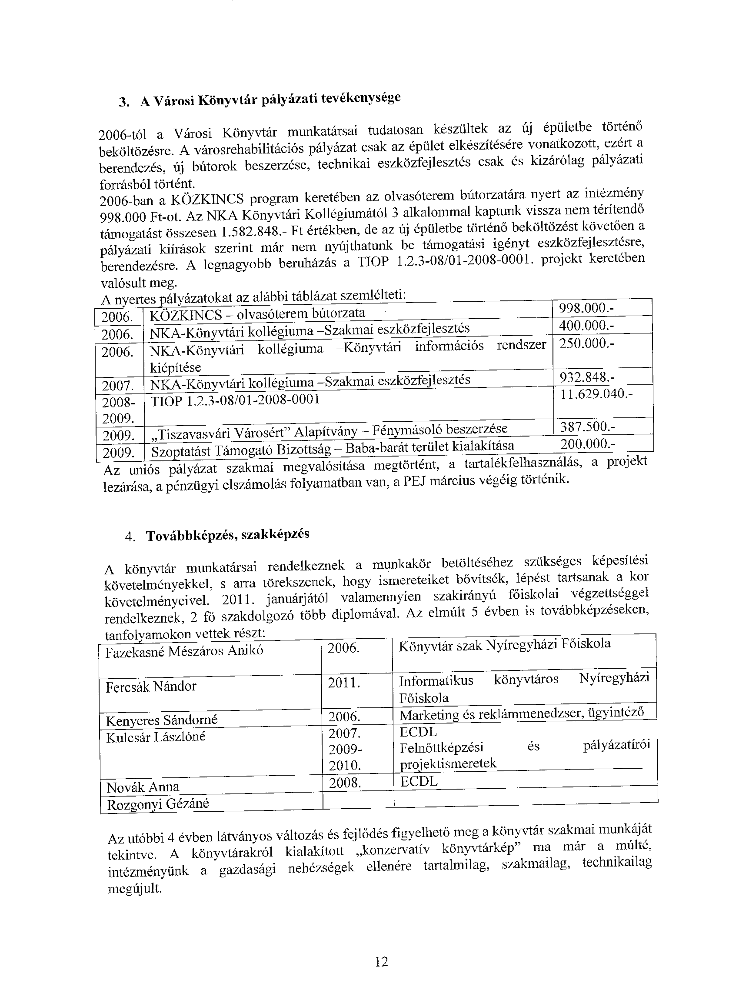 3. A Városi Könyvtár pályázati tevékenysége
2006-tól a Városi Könyvtár munkatársai tudatosan készültek az új épületbe történő
beköltözésre. A városrehabilitációs pályázat csak az épület elkészítésére vonatkozott, ezért a
berendezés, új bútorok beszerzése, technikai eszközfejlesztés csak és kizárólag pályázati
forrásból történt.
2006-ban a KÖZKINCS program keretében az olvasóterem bútorzatára nyert az intézmény
998.000 Ft-ot. Az NKA Könyvtári Kollégiumától 3 alkalommal kaptunk vissza nem térítendő
támogatást összesen 1.582.848.- Ft értékben, de az új épületbe történő beköltözést követően a
pályázati kiírások szerint már nem nyújthatunk be támogatási igényt eszközfejlesztésre,
berendezésre. A legnagyobb beruházás a TIOP 1.2.3-08/01-2008-0001. projekt keretében
valósult meg.
A nyertes pályázatokat az alábbi táblázat szemlélteti:
2006. KÖZKINCS – olvasóterem bútorzata 998.000.-
2006. NKA-Könyvtári kollégiuma –Szakmai eszközfejlesztés 400.000.-
2006. NKA-Könyvtári kollégiuma –Könyvtári információs rendszer 250.000.-
kiépítése
2007. NKA-Könyvtári kollégiuma –Szakmai eszközfejlesztés 932.848.-
2008- TIOP 1.2.3-08/01-2008-0001 11.629.040.-
2009.
2009. „Tiszavasvári Városért” Alapítvány – Fénymásoló beszerzése 387.500.-
2009. Szoptatást Támogató Bizottság – Baba-barát terület kialakítása 200.000.-
Az uniós pályázat szakmai megvalósítása megtörtént, a tartalékfelhasználás, a projekt
lezárása, a pénzügyi elszámolás folyamatban van, a PEJ március végéig történik.
4. Továbbképzés, szakképzés
A könyvtár munkatársai rendelkeznek a munkakör betöltéséhez szükséges képesítési
követelményekkel, s arra törekszenek, hogy ismereteiket bővítsék, lépést tartsanak a kor
követelményeivel. 2011. januárjától valamennyien szakirányú főiskolai végzettséggel
rendelkeznek, 2 fő szakdolgozó több diplomával. Az elmúlt 5 évben is továbbképzéseken,
tanfolyamokon vettek részt:
Fazekasné Mészáros Anikó 2006. Könyvtár szak Nyíregyházi Főiskola
Fercsák Nándor 2011. Informatikus könyvtáros Nyíregyházi
Főiskola
Kenyeres Sándorné 2006. Marketing és reklámmenedzser, ügyintéző
Kulcsár Lászlóné 2007. ECDL
2009- Felnőttképzési és pályázatírói
2010. projektismeretek
Novák Anna 2008. ECDL
Rozgonyi Gézáné
Az utóbbi 4 évben látványos változás és fejlődés figyelhető meg a könyvtár szakmai munkáját
tekintve. A könyvtárakról kialakított „konzervatív könyvtárkép” ma már a múlté,
intézményünk a gazdasági nehézségek ellenére tartalmilag, szakmailag, technikailag
megújult.
12